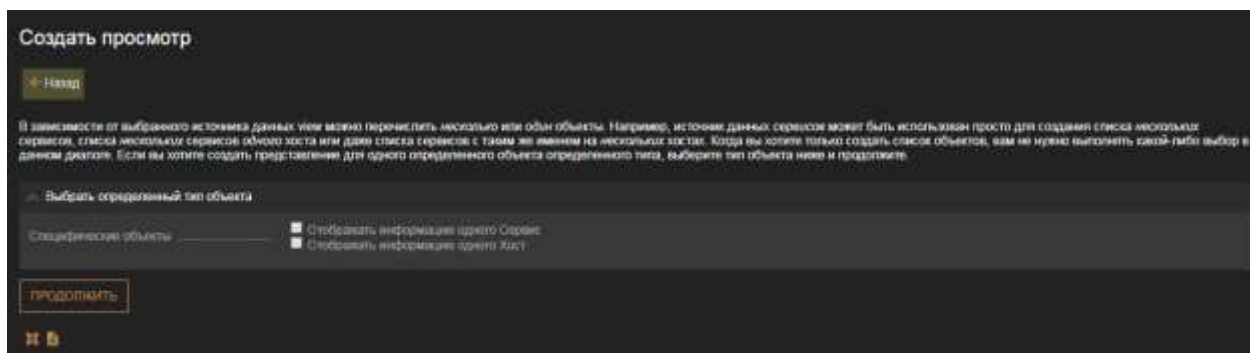 Создать просмотр
Назад
В зависимости от выбранного источника данных view можно перечислить несколько или один объекты. Например, источник данных сервисов может быть использован просто для создания списка нескольких
сервисов, списка нескольких сервисов одного хоста или даже списка сервисов с таким же именем на нескольких хостах. Когда вы хотите только создать список объектов, вам не нужно выполнять какой-либо выбор в
данном диалоге. Если вы хотите создать представление для одного определенного объекта определенного типа, выберите тип объекта ниже и продолжите.
Выбрать определенный тип объекта
Специфические объекты
Отображать информацию одного Сервис
Отображать информацию одного Хост
ПРОДОЛЖИТЬ